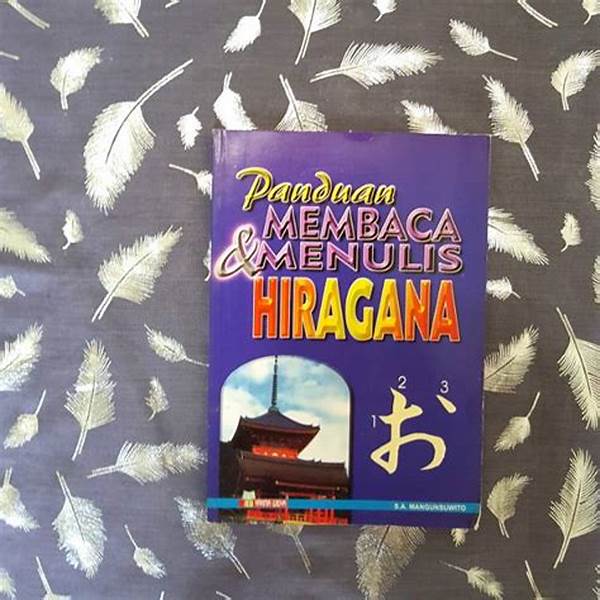 Panduan
MEMBACA
& MENULIS
HIRAGANA
2 3
1
お
S.A. MANGUNSUWITO